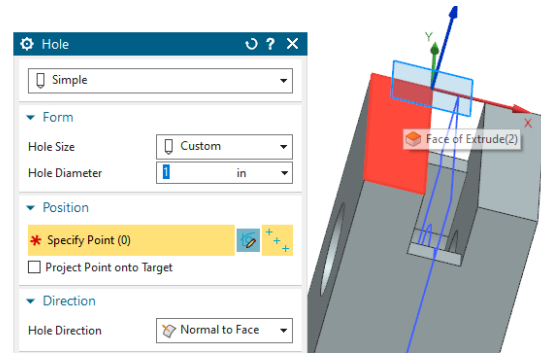 Hole
?
Simple
Form
Hole Size
Custom
Hole Diameter
1
in
Position
* Specify Point (0)
Project Point onto Target
Direction
Hole Direction
Normal to Face
Y
X
Face of Extrude(2)